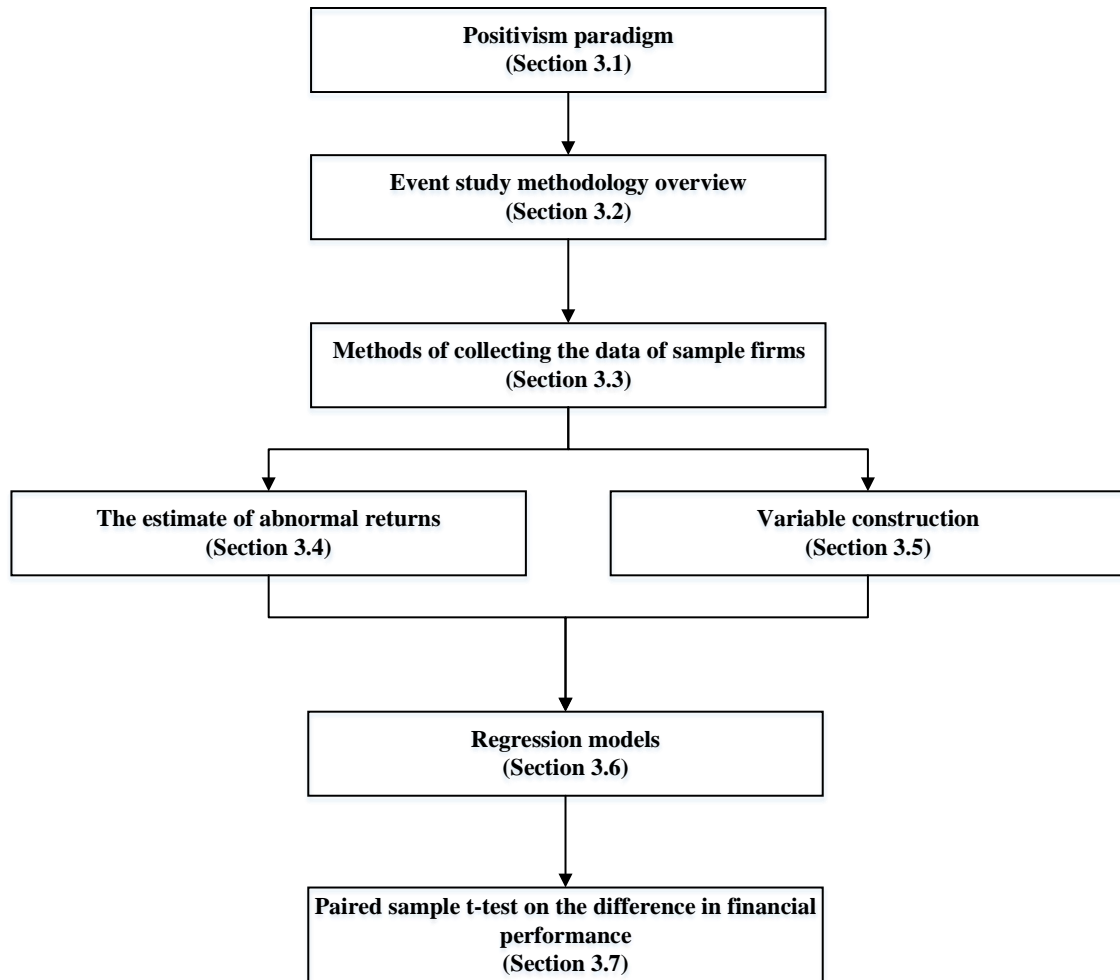 Positivism paradigm
(Section 3.1)
Event study methodology overview
(Section 3.2)
Methods of collecting the data of sample firms
(Section 3.3)
The estimate of abnormal returns
(Section 3.4)
Variable construction
(Section 3.5)
Regression models
(Section 3.6)
Paired sample t-test on the difference in financial
performance
(Section 3.7)